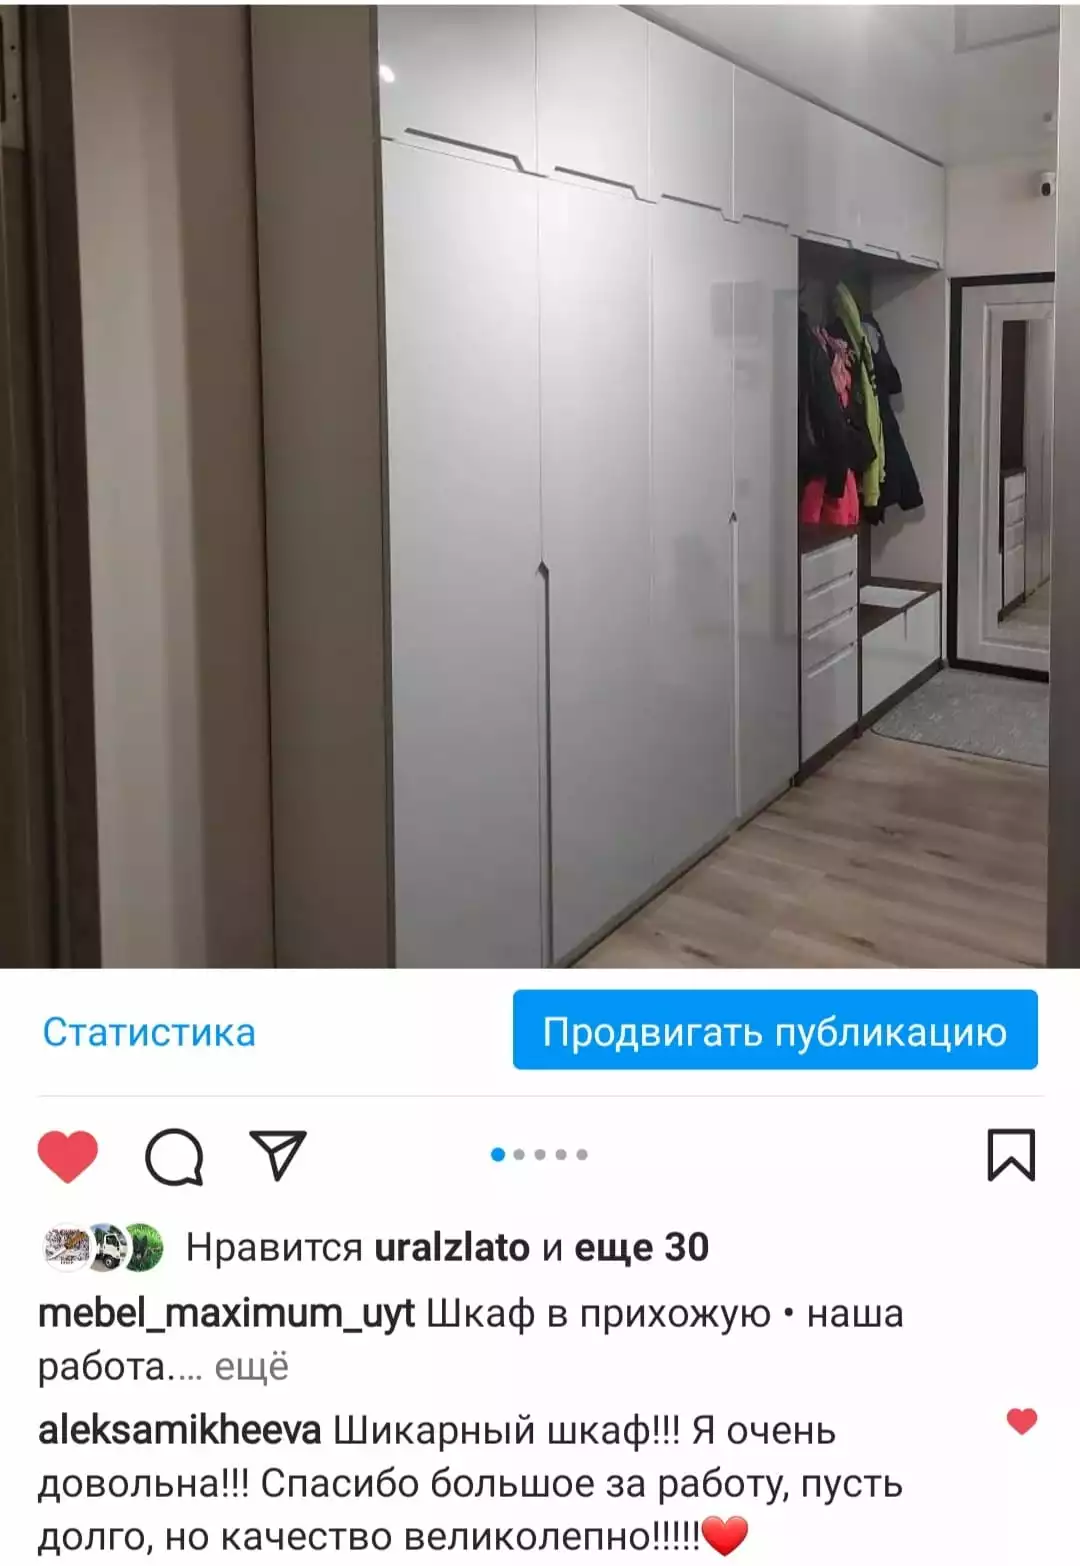 Статистика
Продвигать публикацию
Нравится uralzlato и еще 30
mebel_maximum_uyt Шкаф в прихожую • наша
работа.... ещё
aleksamikheeva Шикарный шкаф!!! Я очень
довольна!!! Спасибо большое за работу, пусть
долго, но качество великолепно!!!!!❤️